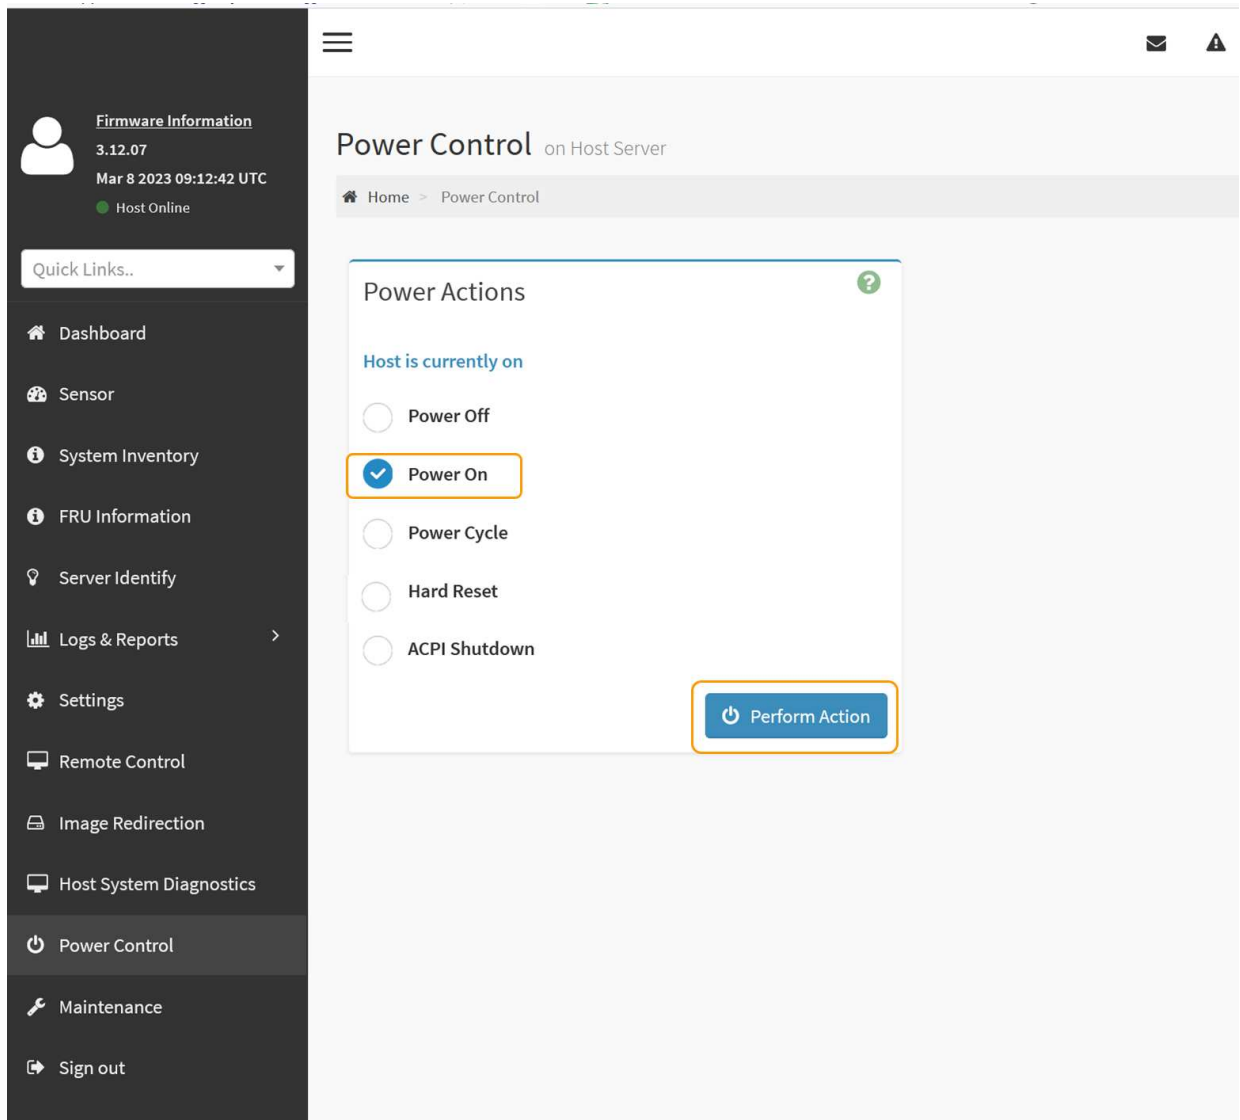 Firmware Information
3.12.07
Mar 8 2023 09:12:42 UTC
Host Online
Quick Links..
Dashboard
Sensor
System Inventory
FRU Information
Server Identify
Logs & Reports
Settings
Remote Control
Image Redirection
Host System Diagnostics
Power Control
Maintenance
Sign out
Power Control on Host Server
Home > Power Control
Power Actions
Host is currently on
Power Off
Power On
Power Cycle
Hard Reset
ACPI Shutdown
Perform Action